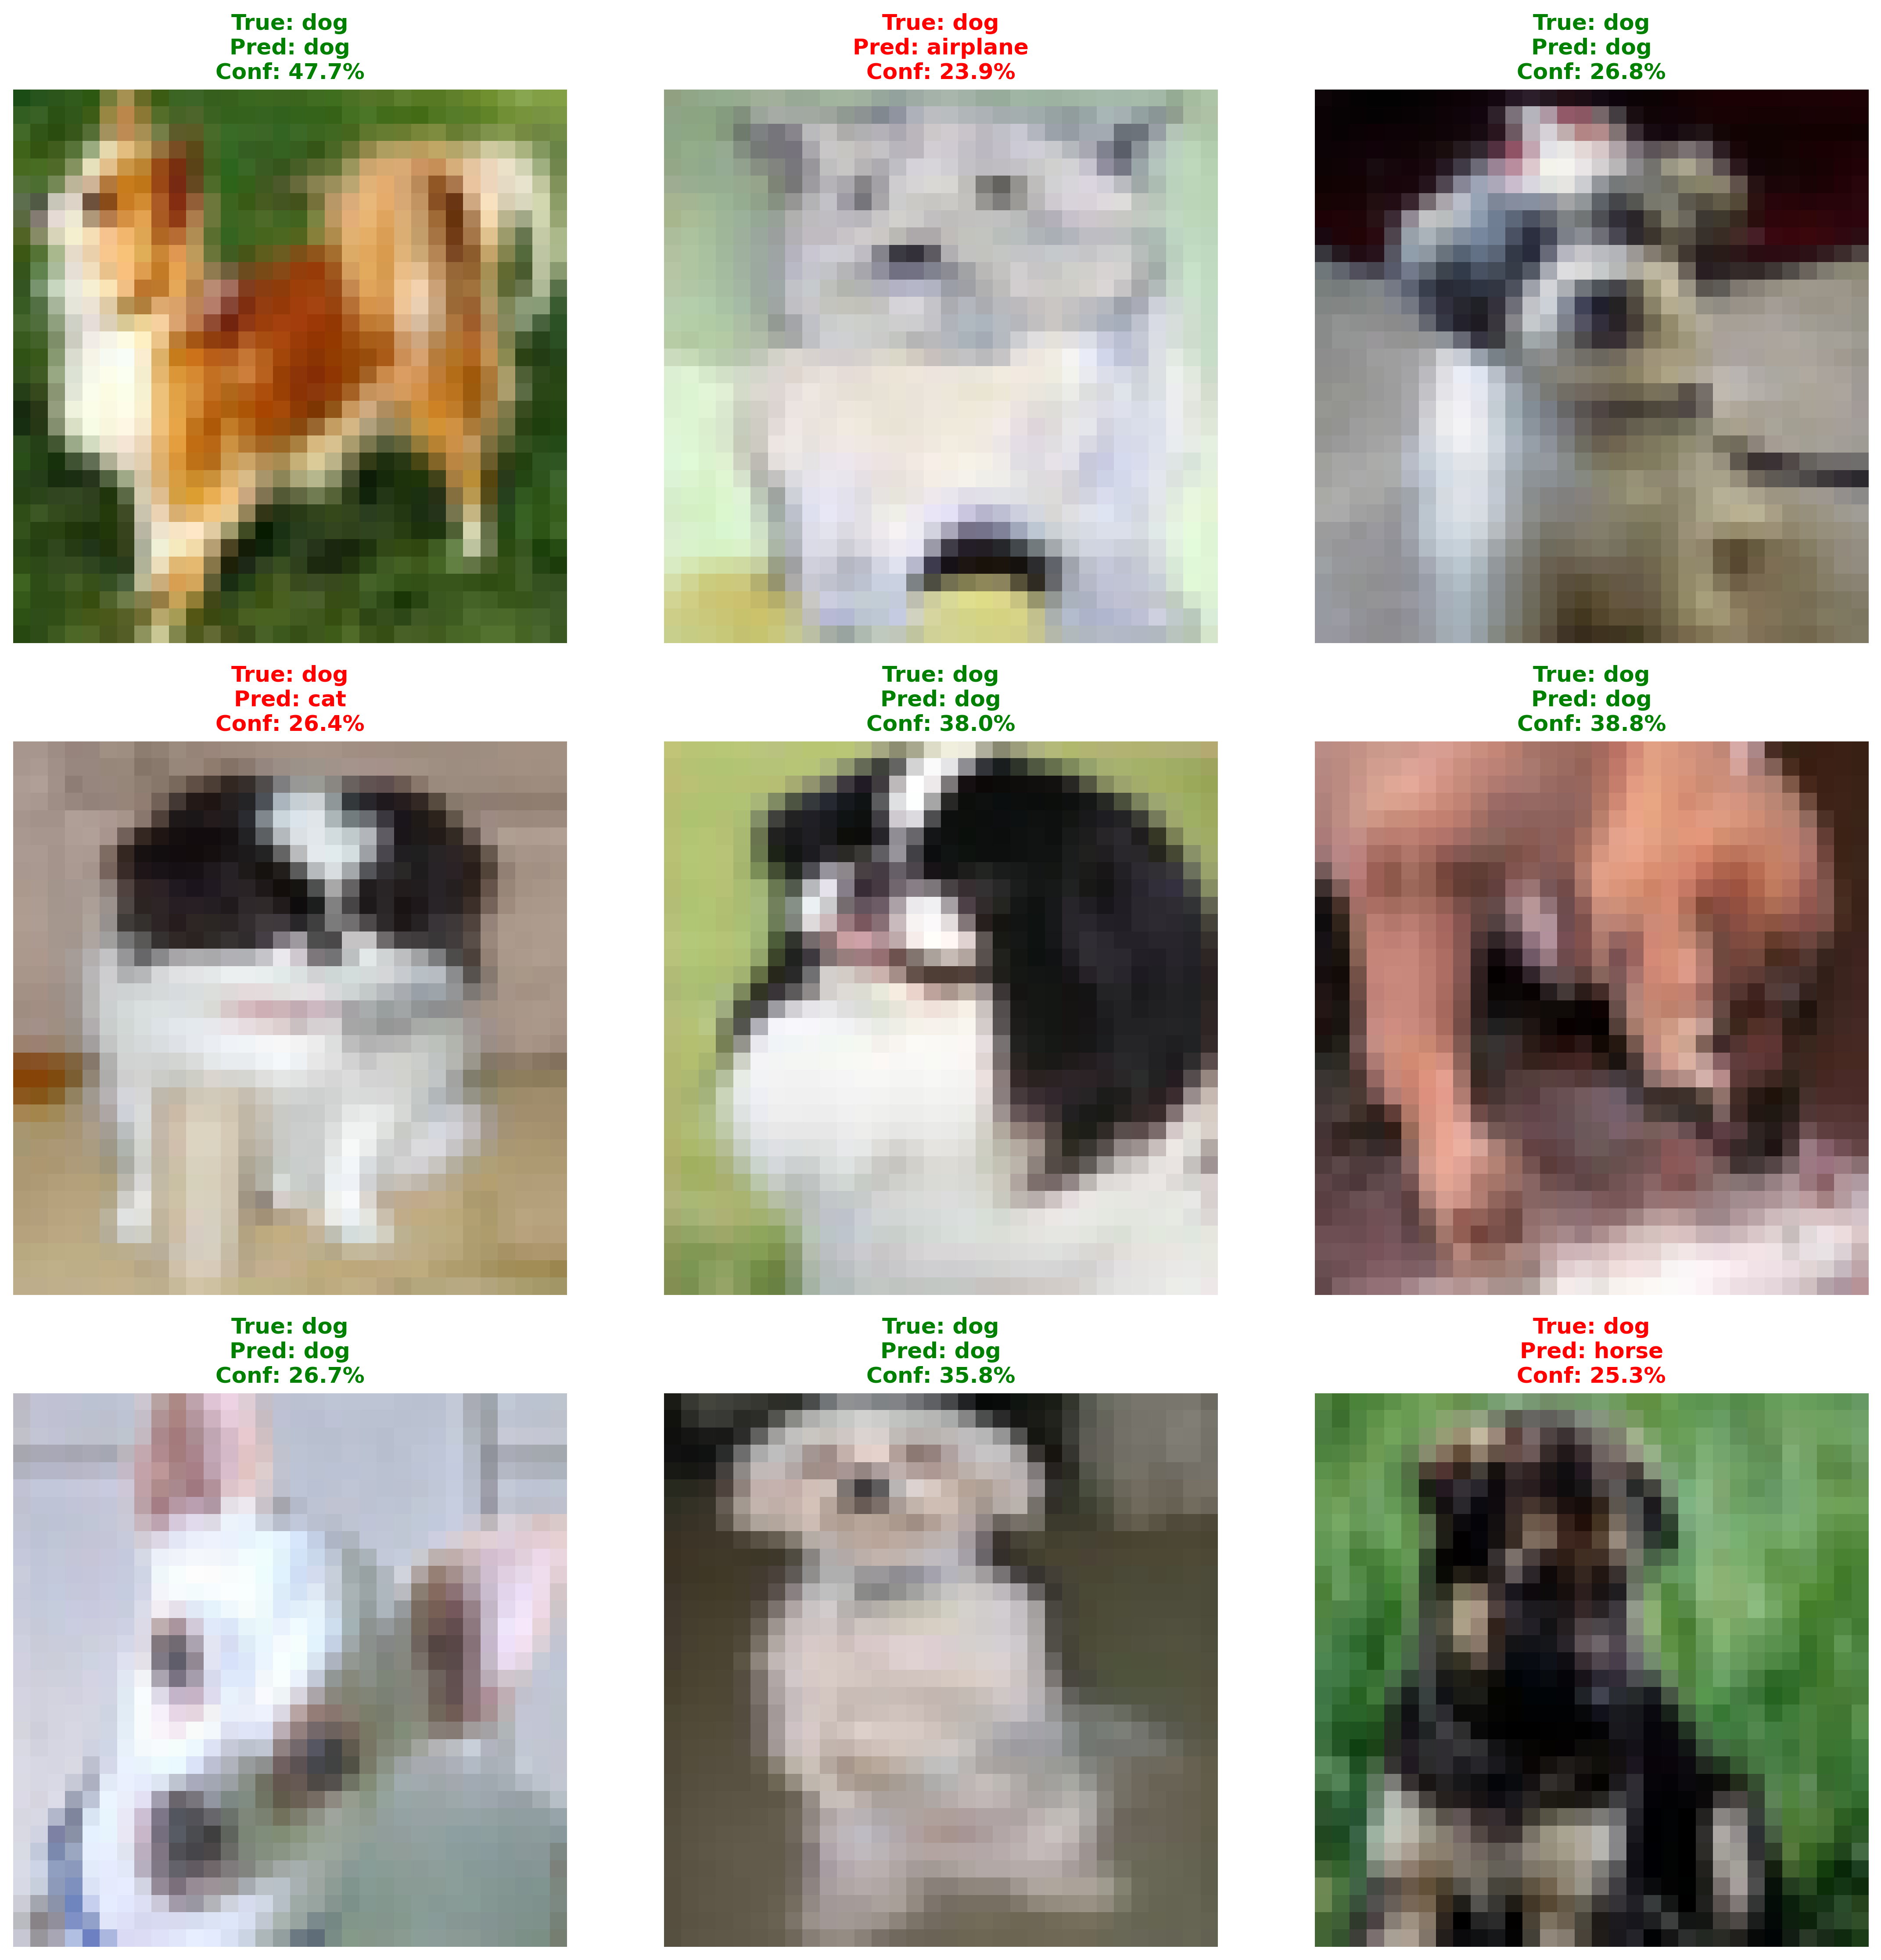 True: dog
Pred: dog
Conf: 47.7%
True: dog
Pred: airplane
Conf: 23.9%
True: dog
Pred: dog
Conf: 26.8%
True: dog
Pred: cat
Conf: 26.4%
True: dog
Pred: dog
Conf: 38.0%
True: dog
Pred: dog
Conf: 38.8%
True: dog
Pred: dog
Conf: 26.7%
True: dog
Pred: dog
Conf: 35.8%
True: dog
Pred: horse
Conf: 25.3%